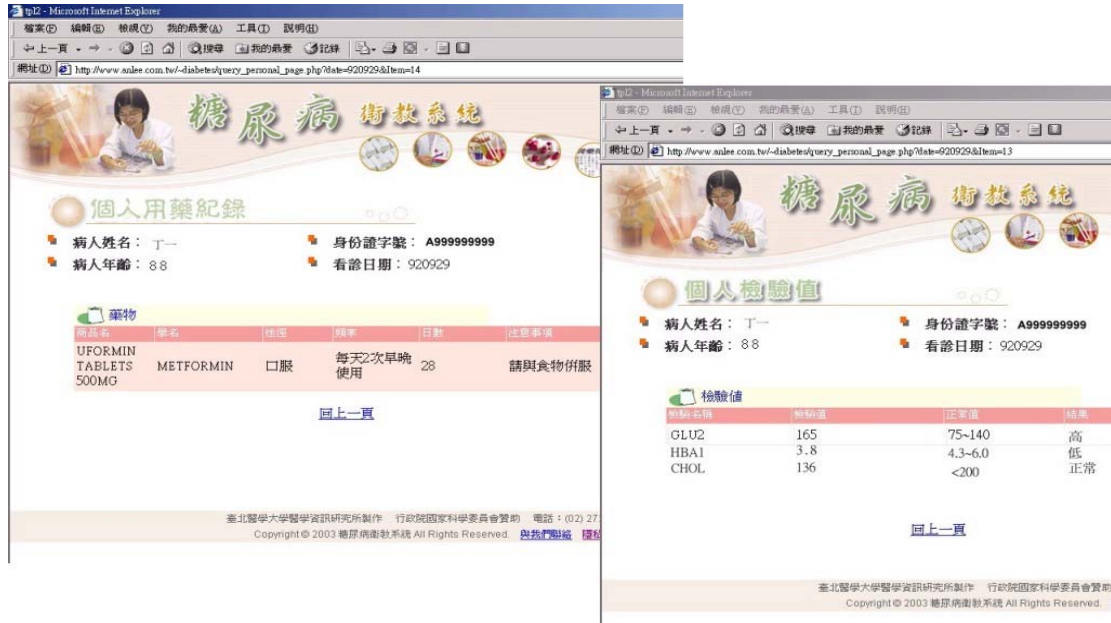 tpl2 - Microsoft Internet Explorer
檔案(F) 編輯(E) 檢視(V) 我的最愛(A) 工具(T) 說明(H)
上一頁 搜尋 我的最愛 記錄
網址(D) http://www.anlee.com.tw/~diabetes/query_personal_page.php?date=920929&Item=14
糖尿病 衛教系統
個人用藥紀錄
病人姓名： 丁一 身份證字號： A999999999
病人年齡：88 看診日期：920929
藥物
商品名 學名 途徑 頻率 日數 注意事項
UFORMIN TABLETS 500MG METFORMIN 口服 每天2次早晚使用 28 請與食物併服
回上一頁
臺北醫學大學醫學資訊研究所製作 行政院國家科學委員會贊助 電話：(02) 27
Copyright © 2003 糖尿病衛教系統 All Rights Reserved. 與我們聯絡
tpl2 - Microsoft Internet Explorer
檔案(F) 編輯(E) 檢視(V) 我的最愛(A) 工具(T) 說明(H)
上一頁 搜尋 我的最愛 記錄
網址(D) http://www.anlee.com.tw/~diabetes/query_personal_page.php?date=920929&Item=13
糖尿病 衛教系統
個人檢驗值
病人姓名： 丁一 身份證字號： A999999999
病人年齡：88 看診日期：920929
檢驗值
檢驗名稱 檢驗值 正常值 結果
GLU2 165 75~140 高
HBA1 3.8 4.3~6.0 低
CHOL 136 <200 正常
回上一頁
臺北醫學大學醫學資訊研究所製作 行政院國家科學委員會贊助
Copyright © 2003 糖尿病衛教系統 All Rights Reserved.